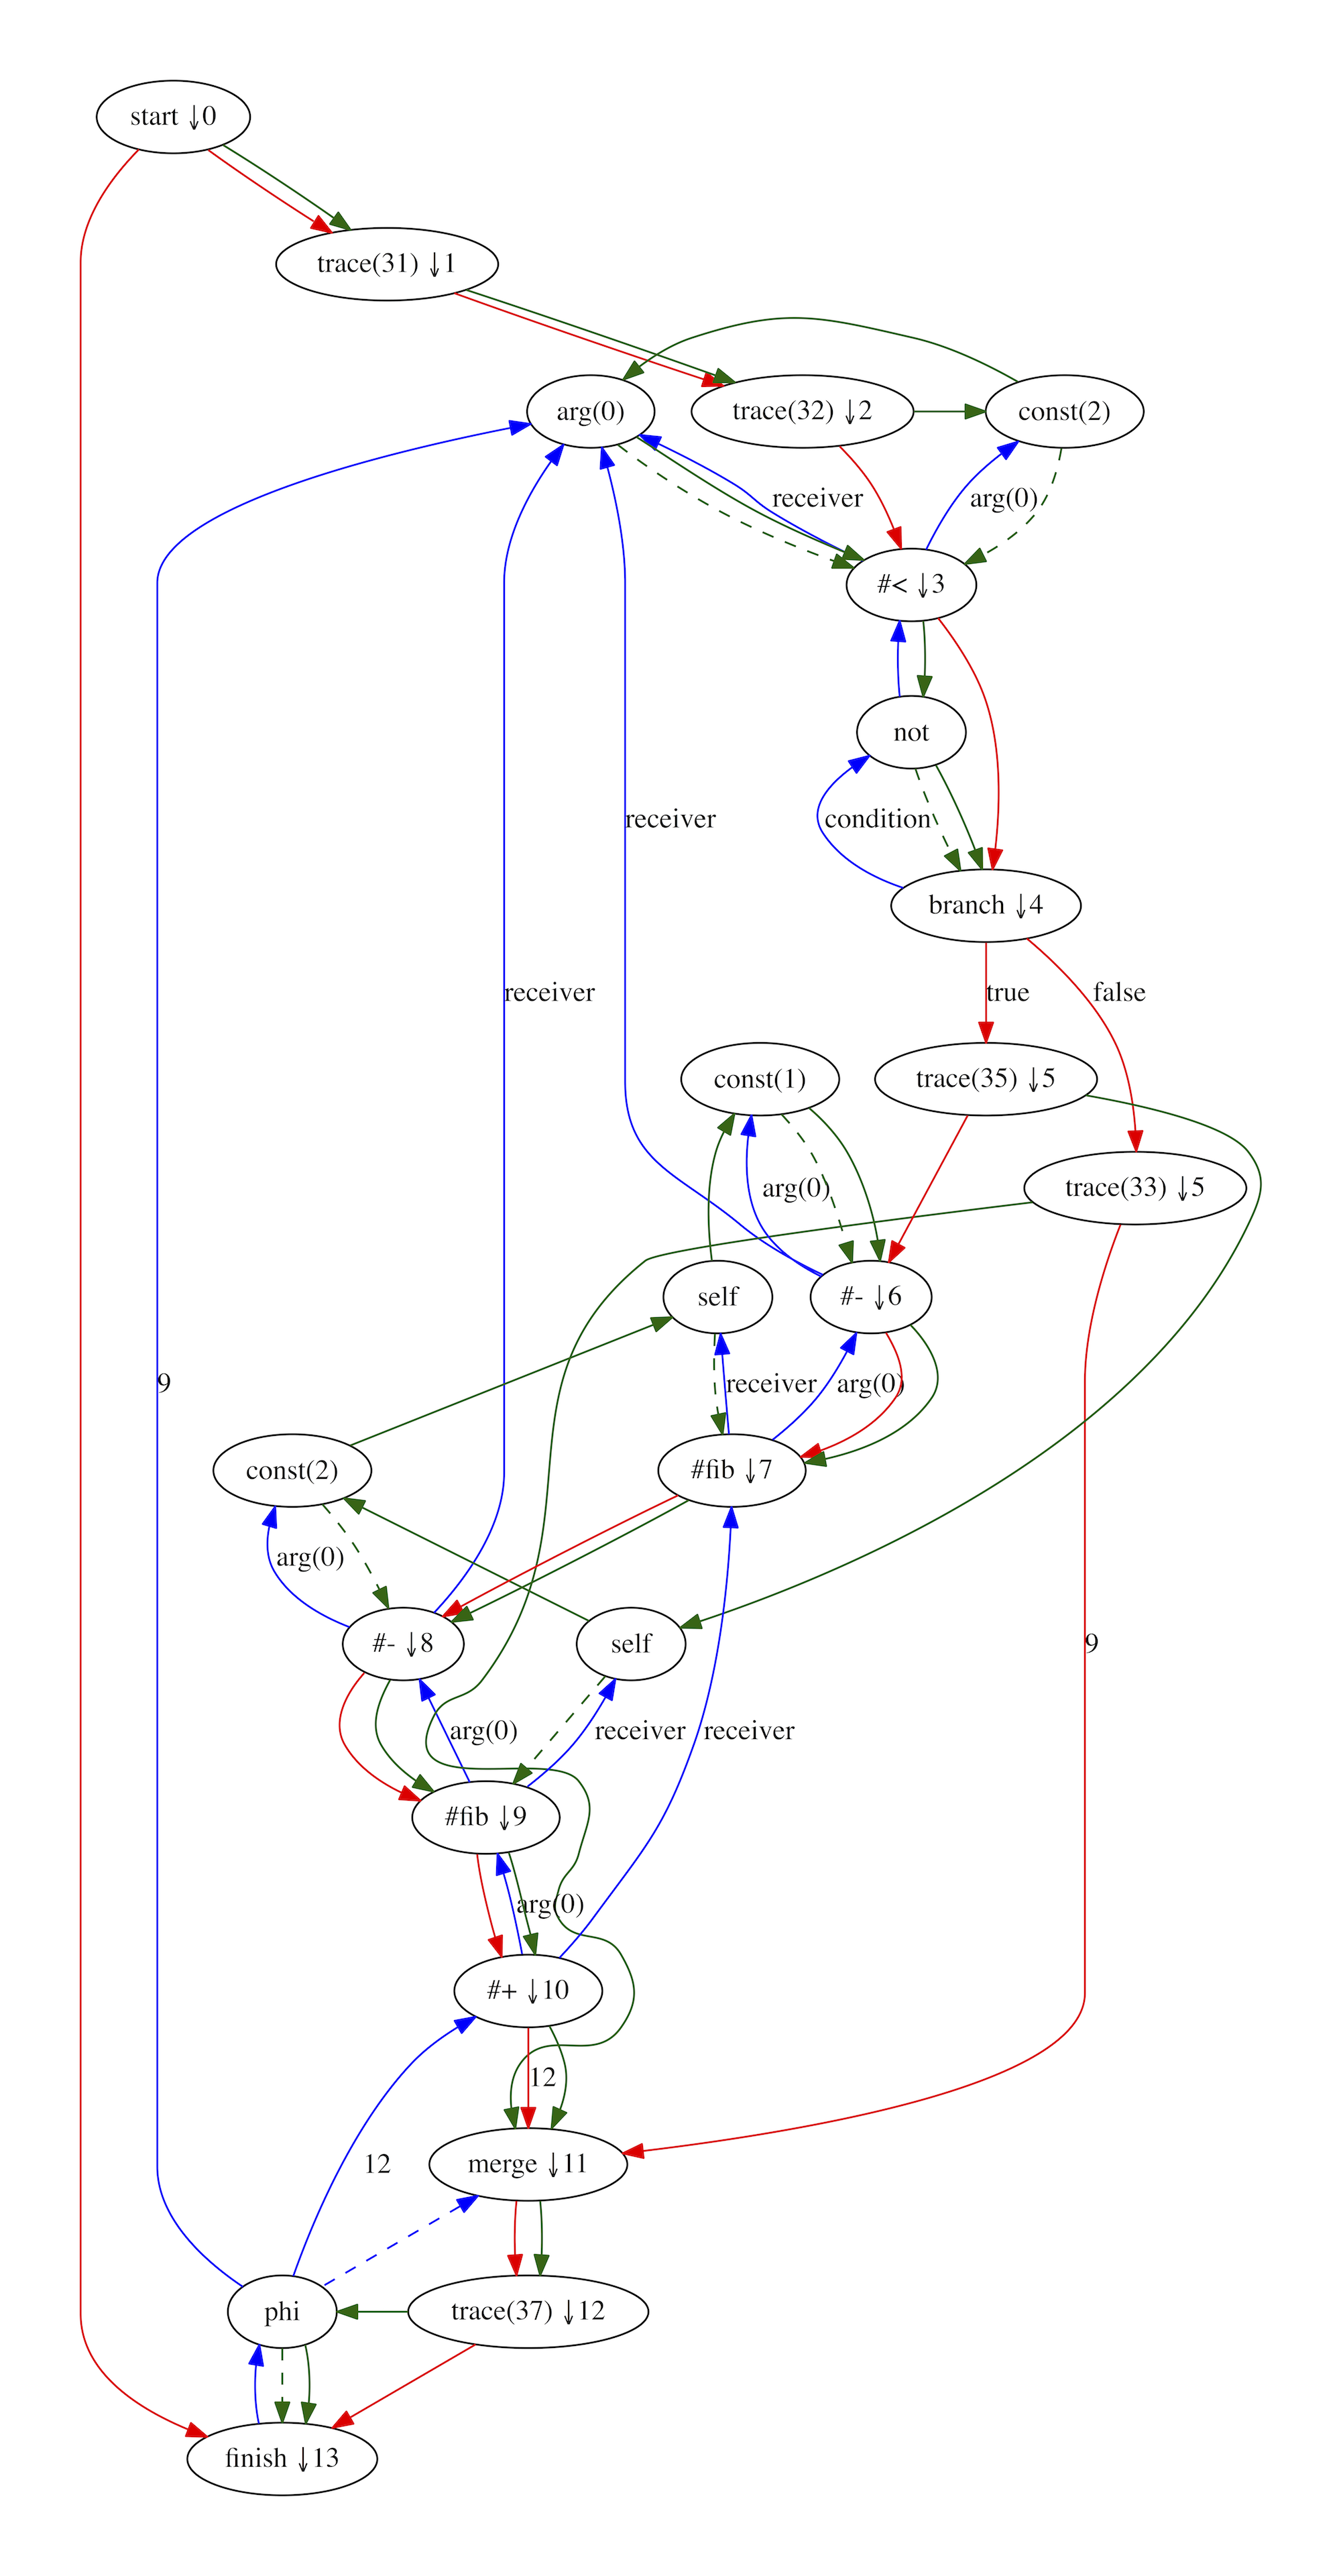 start ↓0
trace(31) ↓1
arg(0)
trace(32) ↓2
const(2)
receiver
arg(0)
#< ↓3
not
receiver
condition
branch ↓4
receiver
true
false
const(1)
trace(35) ↓5
arg(0)
trace(33) ↓5
self
#- ↓6
9
receiver
arg(0)
const(2)
#fib ↓7
arg(0)
#- ↓8
self
9
arg(0)
receiver
receiver
#fib ↓9
arg(0)
#+ ↓10
12
12
merge ↓11
phi
trace(37) ↓12
finish ↓13